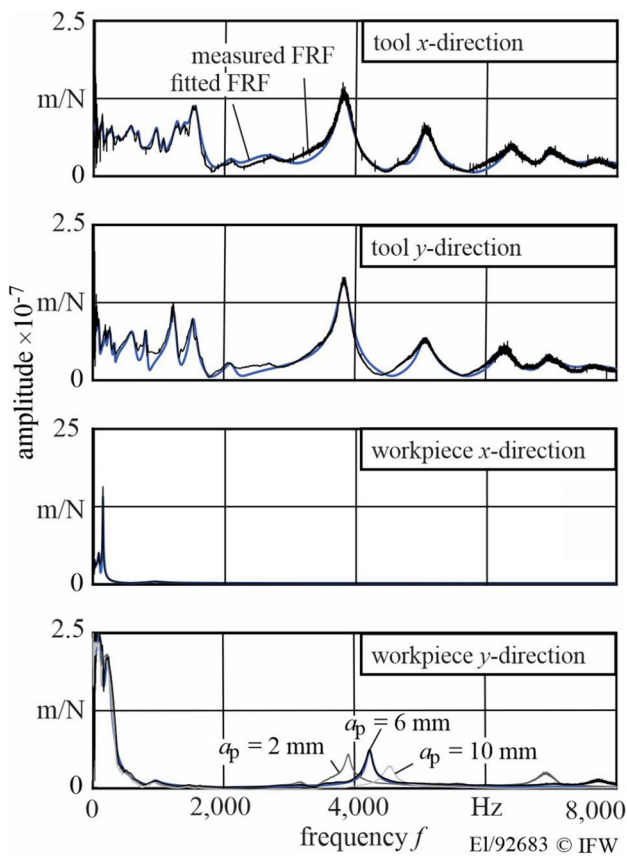 2.5
tool x-direction
measured FRF
fitted FRF
m/N
0
2.5
tool y-direction
m/N
0
amplitude ×10⁻⁷
25
workpiece x-direction
m/N
0
2.5
workpiece y-direction
m/N
aₚ = 6 mm
aₚ = 2 mm
aₚ = 10 mm
0
0 2,000 4,000 Hz 8,000
frequency f
El/92683 © IFW